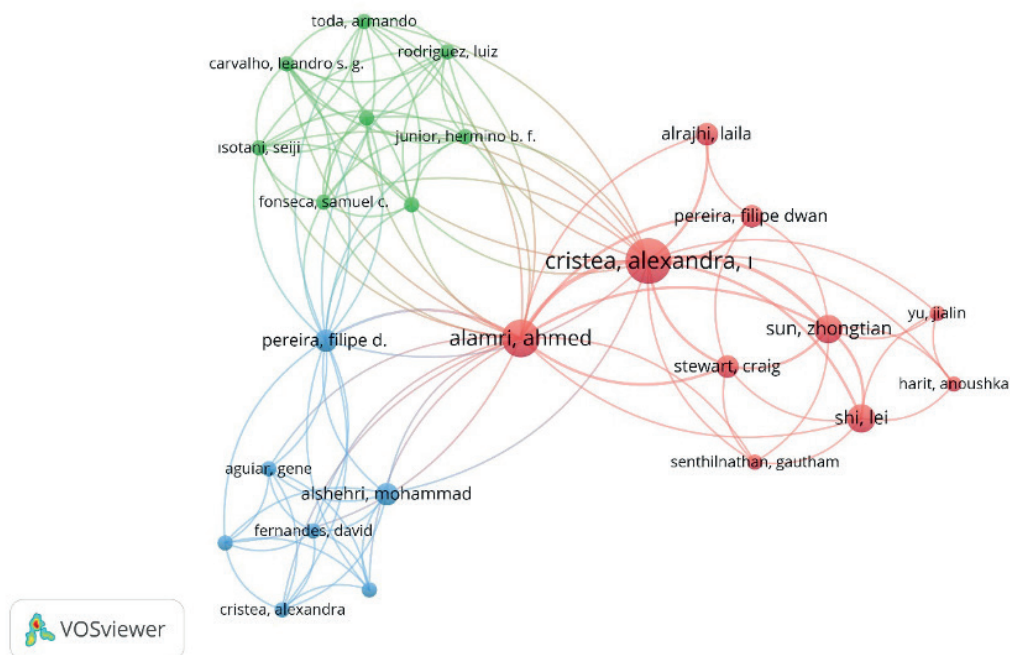 toda, armando
rodriguez, luiz
carvalho, leandro s. g.
junior, hermino b. f.
isotani, seiji
fonseca, samuel c.
alrajhi, laila
pereira, filipe dwan
cristea, alexandra, i
alamri, ahmed
pereira, filipe d.
sun, zhongtian
yu, jialin
stewart, craig
harit, anoushka
shi, lei
senthilnathan, gautham
aguiar, gene
alshehri, mohammad
fernandes, david
cristea, alexandra
VOSviewer